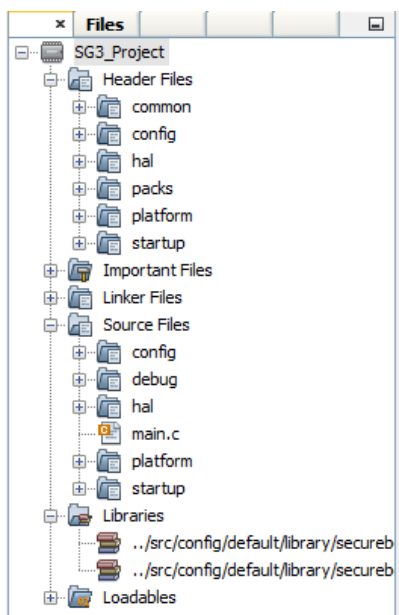 Files
SG3_Project
Header Files
common
config
hal
packs
platform
startup
Important Files
Linker Files
Source Files
config
debug
hal
main.c
platform
startup
Libraries
../src/config/default/library/secureb
../src/config/default/library/secureb
Loadables